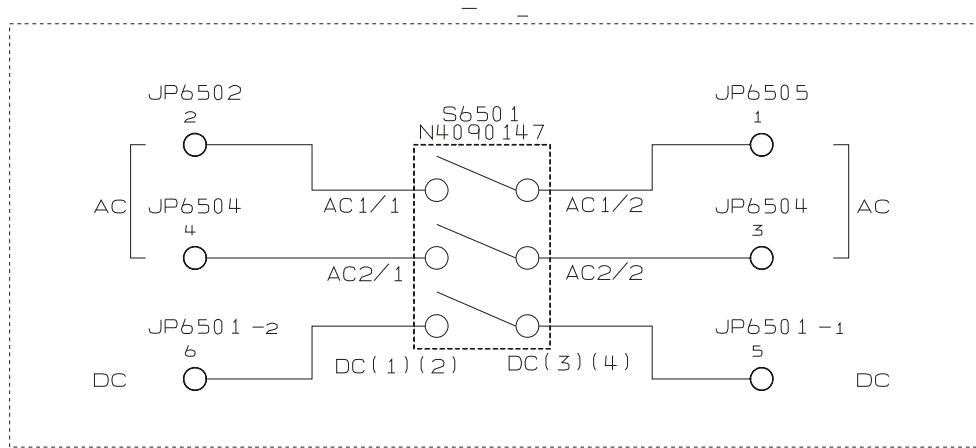 JP6502
2
S6501
N4090147
JP6505
1
AC
JP6504
4
AC1/1
AC1/2
JP6504
3
AC
AC2/1
AC2/2
JP6501 -2
6
DC
DC(1)(2)
DC(3)(4)
JP6501 -1
5
DC